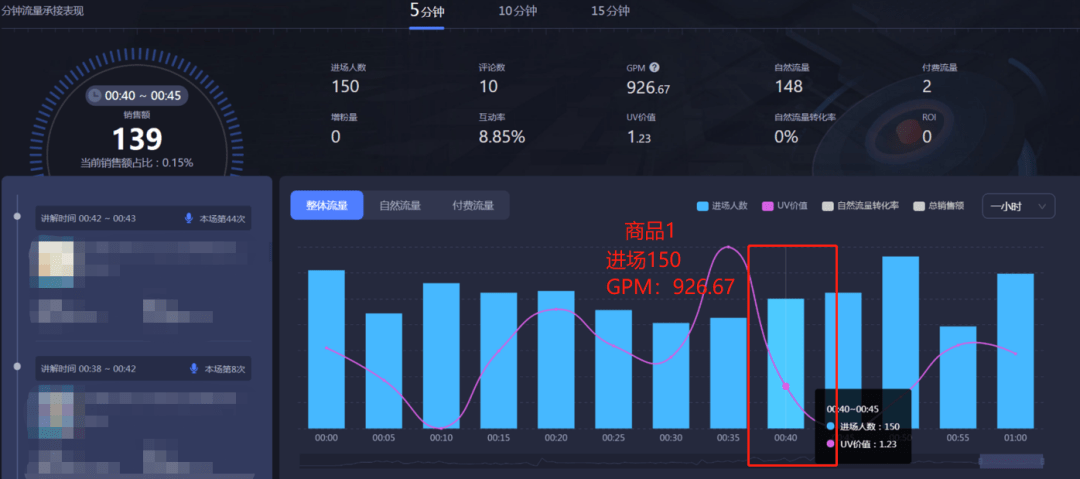 分钟流量承接表现
5分钟 10分钟 15分钟
00:40 ~ 00:45
销售额
139
当前销售额占比：0.15%
进场人数 评论数 GPM 自然流量 付费流量
150 10 926.67 148 2
增粉量 互动率 UV价值 自然流量转化率 ROI
0 8.85% 1.23 0% 0
讲解时间 00:42 ~ 00:43 本场第44次
讲解时间 00:38 ~ 00:42 本场第8次
整体流量 自然流量 付费流量
进场人数 UV价值 自然流量转化率 总销售额 一小时
商品1
进场150
GPM：926.67
00:40~00:45
进场人数：150
UV价值：1.23
00:00 00:05 00:10 00:15 00:20 00:25 00:30 00:35 00:40 00:50 00:55 01:00